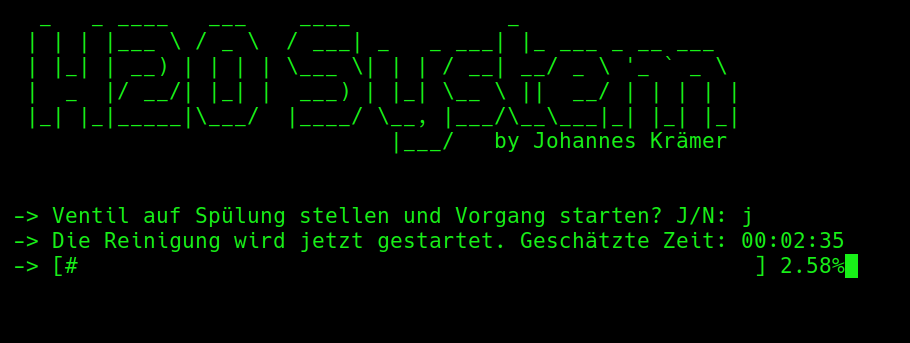 H2O System
by Johannes Krämer
-> Ventil auf Spülung stellen und Vorgang starten? J/N: j
-> Die Reinigung wird jetzt gestartet. Geschätzte Zeit: 00:02:35
-> [# ] 2.58%